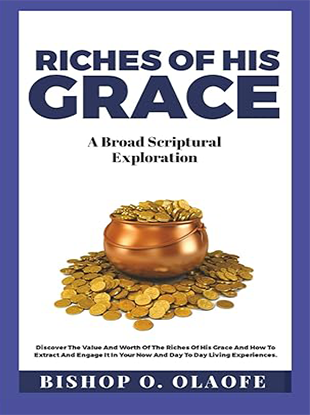 RICHES OF HIS
GRACE
A Broad Scriptural
Exploration
Discover The Value And Worth Of The Riches Of His Grace And How To
Extract And Engage It In Your Now And Day To Day Living Experiences.
BISHOP O. OLAOFE